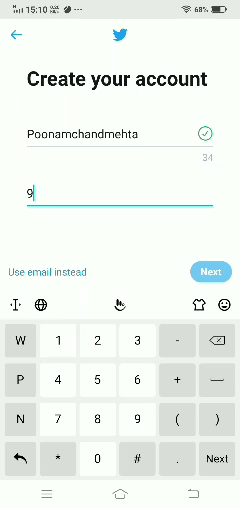 15:10
68%
Create your account
Poonamchandmehta
34
9
Use email instead
Next
W 1 2 3 -
P 4 5 6 +
N 7 8 9 ( )
* 0 # . Next